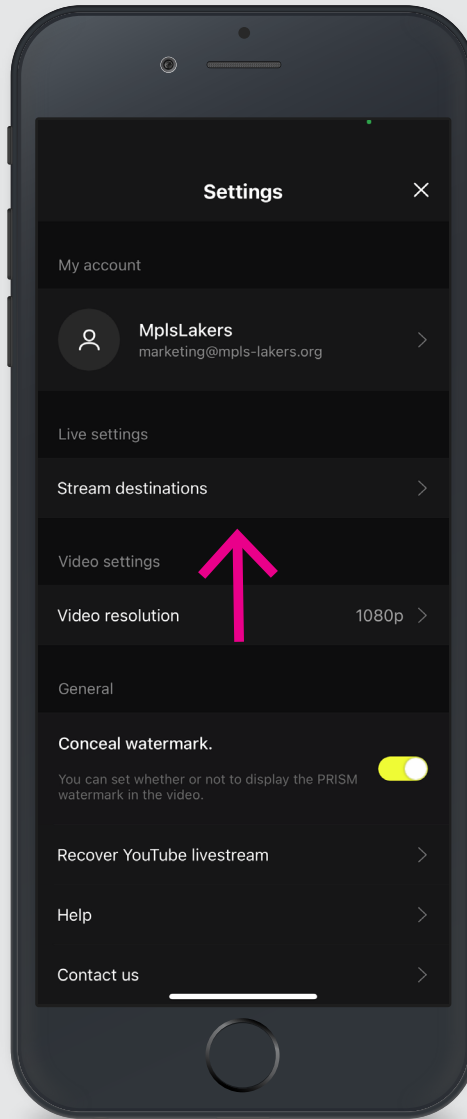 Settings
My account
MplsLakers
marketing@mpls-lakers.org
Live settings
Stream destinations
Video settings
Video resolution 1080p
General
Conceal watermark.
You can set whether or not to display the PRISM
watermark in the video.
Recover YouTube livestream
Help
Contact us